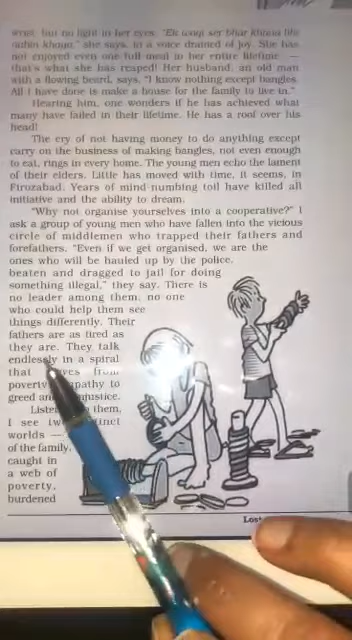 went, but no light in her eyes. "Ek waqt ser bhar khana bhi
nahin khaya," she says, in a voice drained of joy. She has
not enjoyed even one full meal in her entire lifetime —
that's what she has reaped! Her husband, an old man
with a flowing beard, says, "I know nothing except bangles.
All I have done is make a house for the family to live in."
Hearing him, one wonders if he has achieved what
many have failed in their lifetime. He has a roof over his
head!
The cry of not having money to do anything except
carry on the business of making bangles, not even enough
to eat, rings in every home. The young men echo the lament
of their elders. Little has moved with time, it seems, in
Firozabad. Years of mind-numbing toil have killed all
initiative and the ability to dream.
"Why not organise yourselves into a cooperative?" I
ask a group of young men who have fallen into the vicious
circle of middlemen who trapped their fathers and
forefathers. "Even if we get organised, we are the
ones who will be hauled up by the police,
beaten and dragged to jail for doing
something illegal," they say. There is
no leader among them, no one
who could help them see
things differently. Their
fathers are as tired as
they are. They talk
endlessly in a spiral
that from
poverty to
greed injustice.
them,
I see
worlds —
of the family,
caught in
a web of
poverty,
burdened